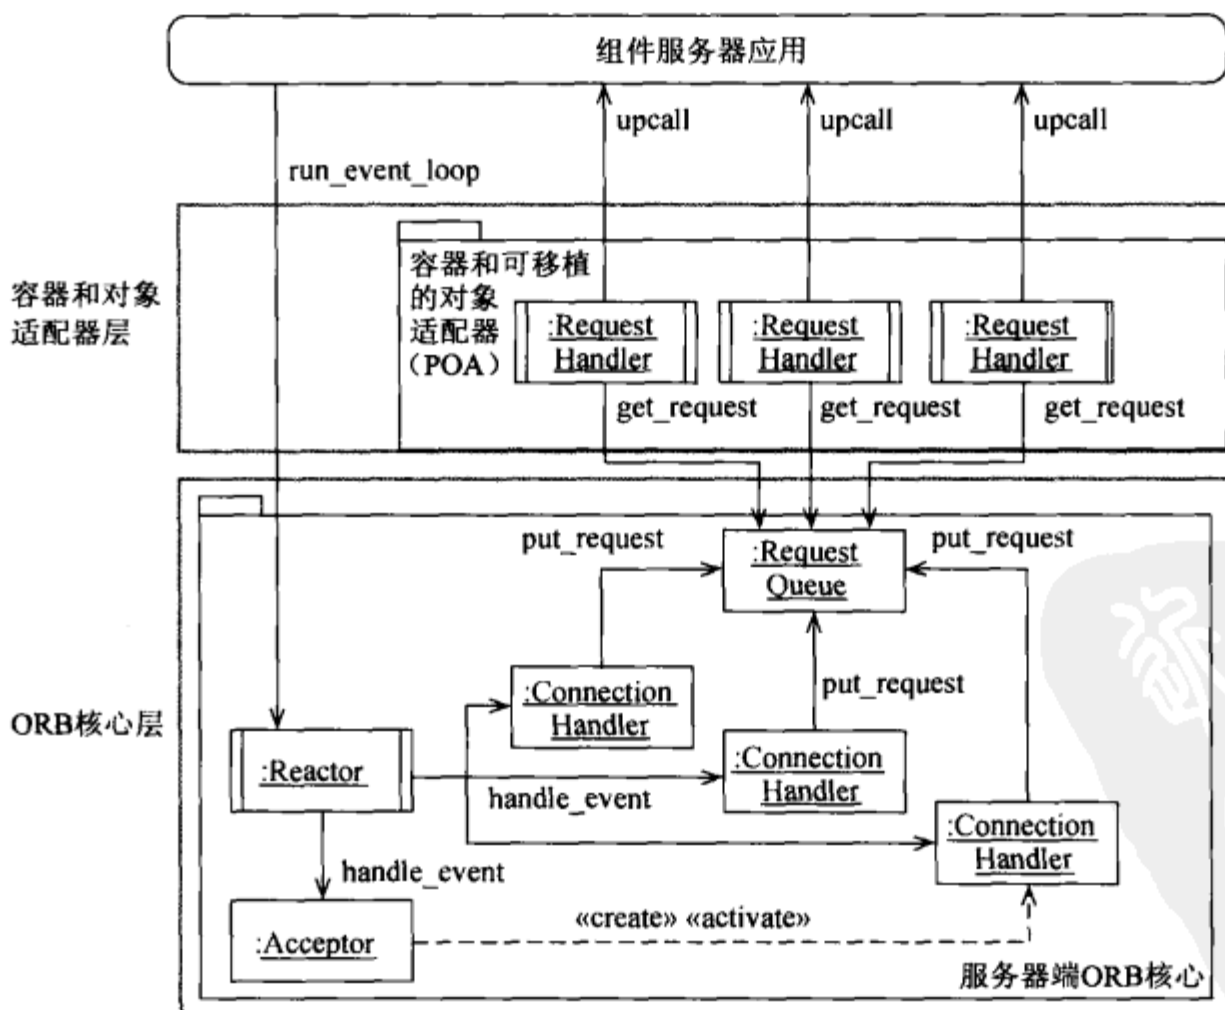 组件服务器应用
upcall
upcall
upcall
run_event_loop
容器和对象
适配器层
容器和可移植
的对象
适配器
（POA）
:Request
Handler
:Request
Handler
:Request
Handler
get_request
get_request
get_request
ORB核心层
put_request
:Request
Queue
put_request
:Connection
Handler
put_request
:Reactor
handle_event
:Connection
Handler
:Connection
Handler
handle_event
:Acceptor
«create» «activate»
服务器端ORB核心